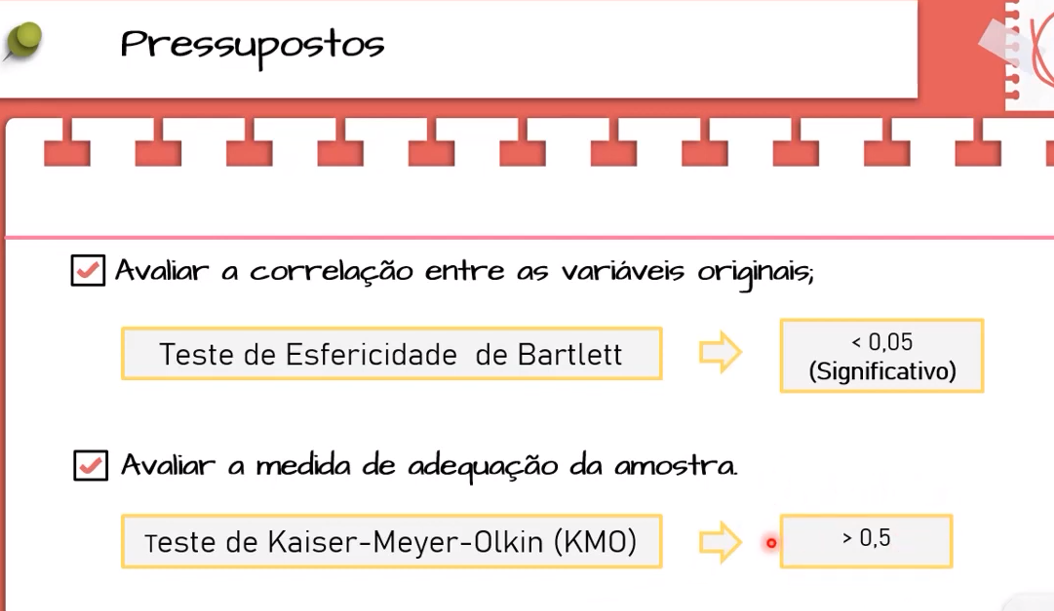 Pressupostos
Avaliar a correlação entre as variáveis originais;
Teste de Esfericidade de Bartlett
< 0,05
(Significativo)
Avaliar a medida de adequação da amostra.
Teste de Kaiser-Meyer-Olkin (KMO)
> 0,5